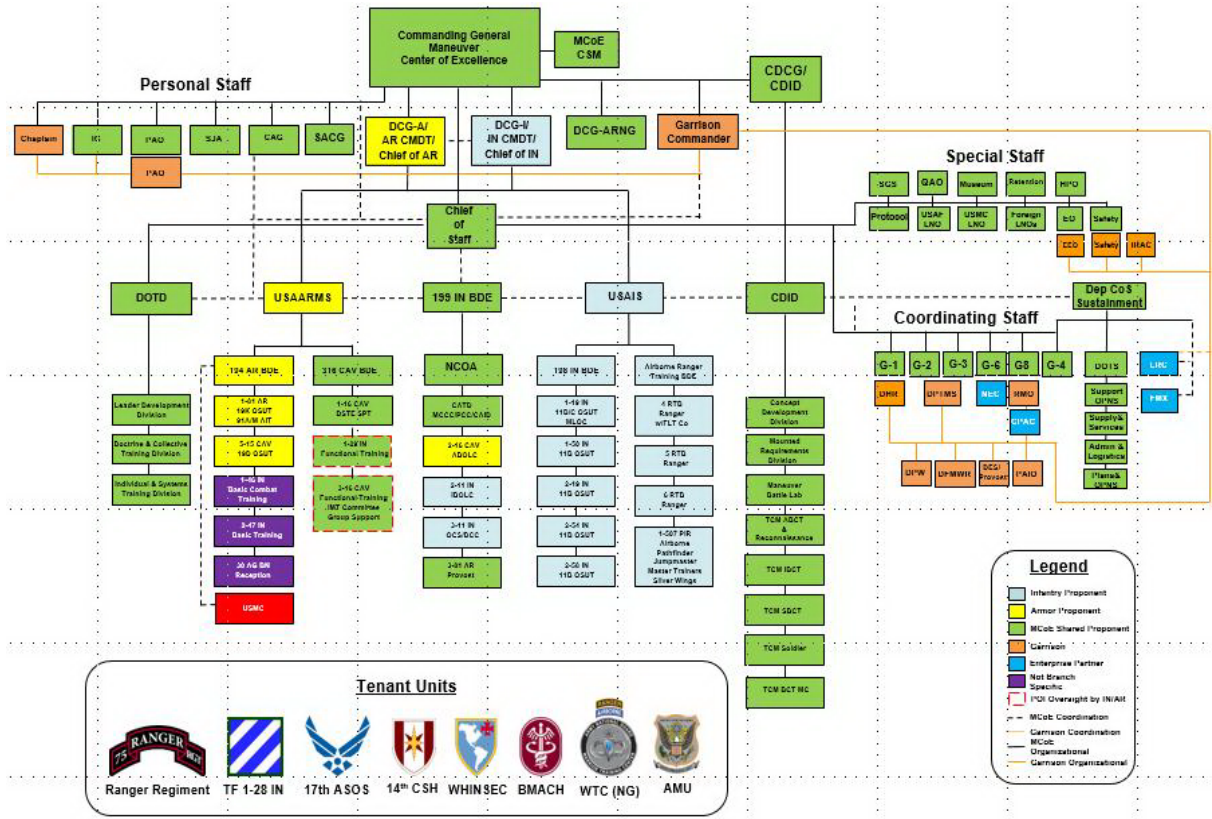 Commanding General
Maneuver
Center of Excellence
MCoE
CSM
CDCG/
CDID
Personal Staff
Chaplain
IG
PAO
SJA
CAG
SACG
PAO
DCG-A/
AR CMDT/
Chief of AR
DCG-I/
IN CMDT/
Chief of IN
DCG-ARNG
Garrison
Commander
Special Staff
SGS
QAO
Museum
Retention
HPO
Protocol
USAF
LNO
USMC
LNO
Foreign
LNOs
EO
Safety
EEO
Safety
IRAC
Chief
of
Staff
DOTD
USAARMS
199 IN BDE
USAIS
CDID
Dep CoS
Sustainment
Coordinating Staff
G-1
G-2
G-3
G-6
G8
G-4
DOTS
LRC
DHR
DPTMS
NEC
RMO
CPAC
FMX
Support
OPNS
Supply&
Services
Admin &
Logistics
Plans&
OPNS
DPW
DFMWR
DES/
Provost
PAIO
Leader Development
Division
Doctrine & Collective
Training Division
Individual & Systems
Training Division
194 AR BDE
1-81 AR
19K OSUT
91A/M AIT
5-15 CAV
19D OSUT
1-46 IN
Basic Combat
Training
2-47 IN
Basic Training
30 AG BN
Reception
USMC
316 CAV BDE
1-16 CAV
DSTE SPT
1-29 IN
Functional Training
3-16 CAV
Functional-Training
IMT Committee
Group Support
NCOA
CATD
MCCC/PCC/CAID
2-16 CAV
ABOLC
2-11 IN
IBOLC
3-11 IN
OCS/DCC
3-81 AR
Provost
198 IN BDE
1-19 IN
11B/C OSUT
MLGC
1-50 IN
11B OSUT
2-19 IN
11B OSUT
2-54 IN
11B OSUT
2-58 IN
11B OSUT
Airborne Ranger
Training BDE
4 RTB
Ranger
w/TLT Co
5 RTB
Ranger
6 RTB
Ranger
1-507 PIR
Airborne
Pathfinder
Jumpmaster
Master Trainers
Silver Wings
Concept
Development
Division
Mounted
Requirements
Division
Maneuver
Battle Lab
TCM ABCT
&
Reconnaissance
TCM IBCT
TCM SBCT
TCM Soldier
TCM BCT MC
Legend
Infantry Proponent
Armor Proponent
MCoE Shared Proponent
Garrison
Enterprise Partner
Not Branch
Specific
POI Oversight by IN/AR
MCoE Coordination
Garrison Coordination
MCoE
Organizational
Garrison Organizational
Tenant Units
75 RANGER RGT
RANGER
AIRBORNE
Ranger Regiment
TF 1-28 IN
17th ASOS
14th CSH
WHINSEC
BMACH
WTC (NG)
AMU